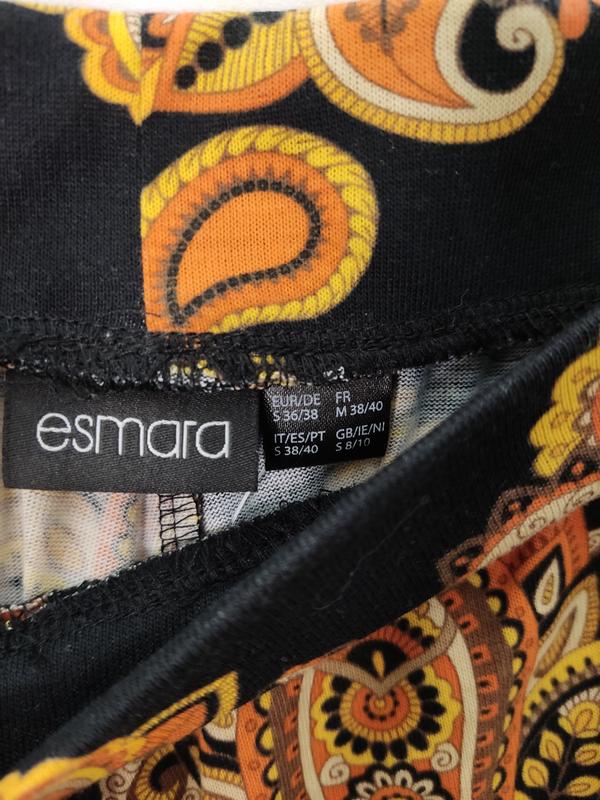 esmara
EUR/DE FR
S 36/38 M 38/40
IT/ES/PT GB/IE/NI
S 38/40 S 8/10